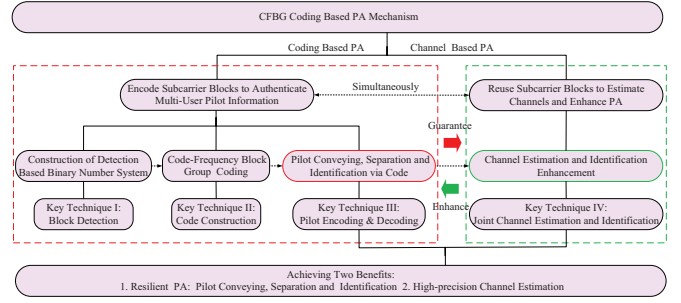 CFBG Coding Based PA Mechanism
Coding Based PA
Channel Based PA
Encode Subcarrier Blocks to Authenticate
Multi-User Pilot Information
Simultaneously
Reuse Subcarrier Blocks to Estimate
Channels and Enhance PA
Guarantee
Construction of Detection
Based Binary Number System
Code-Frequency Block
Group Coding
Pilot Conveying, Separation and
Identification via Code
Channel Estimation and Identification
Enhancement
Enhance
Key Technique I:
Block Detection
Key Technique II:
Code Construction
Key Technique III:
Pilot Encoding & Decoding
Key Technique IV:
Joint Channel Estimation and Identification
Achieving Two Benefits:
1. Resilient PA: Pilot Conveying, Separation and Identification 2. High-precision Channel Estimation